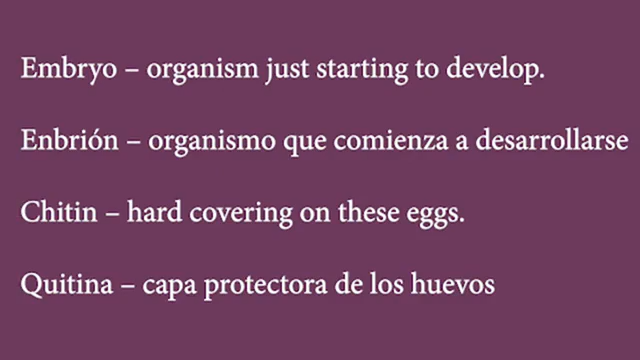 Embryo – organism just starting to develop.
Enbrión – organismo que comienza a desarrollarse
Chitin – hard covering on these eggs.
Quitina – capa protectora de los huevos